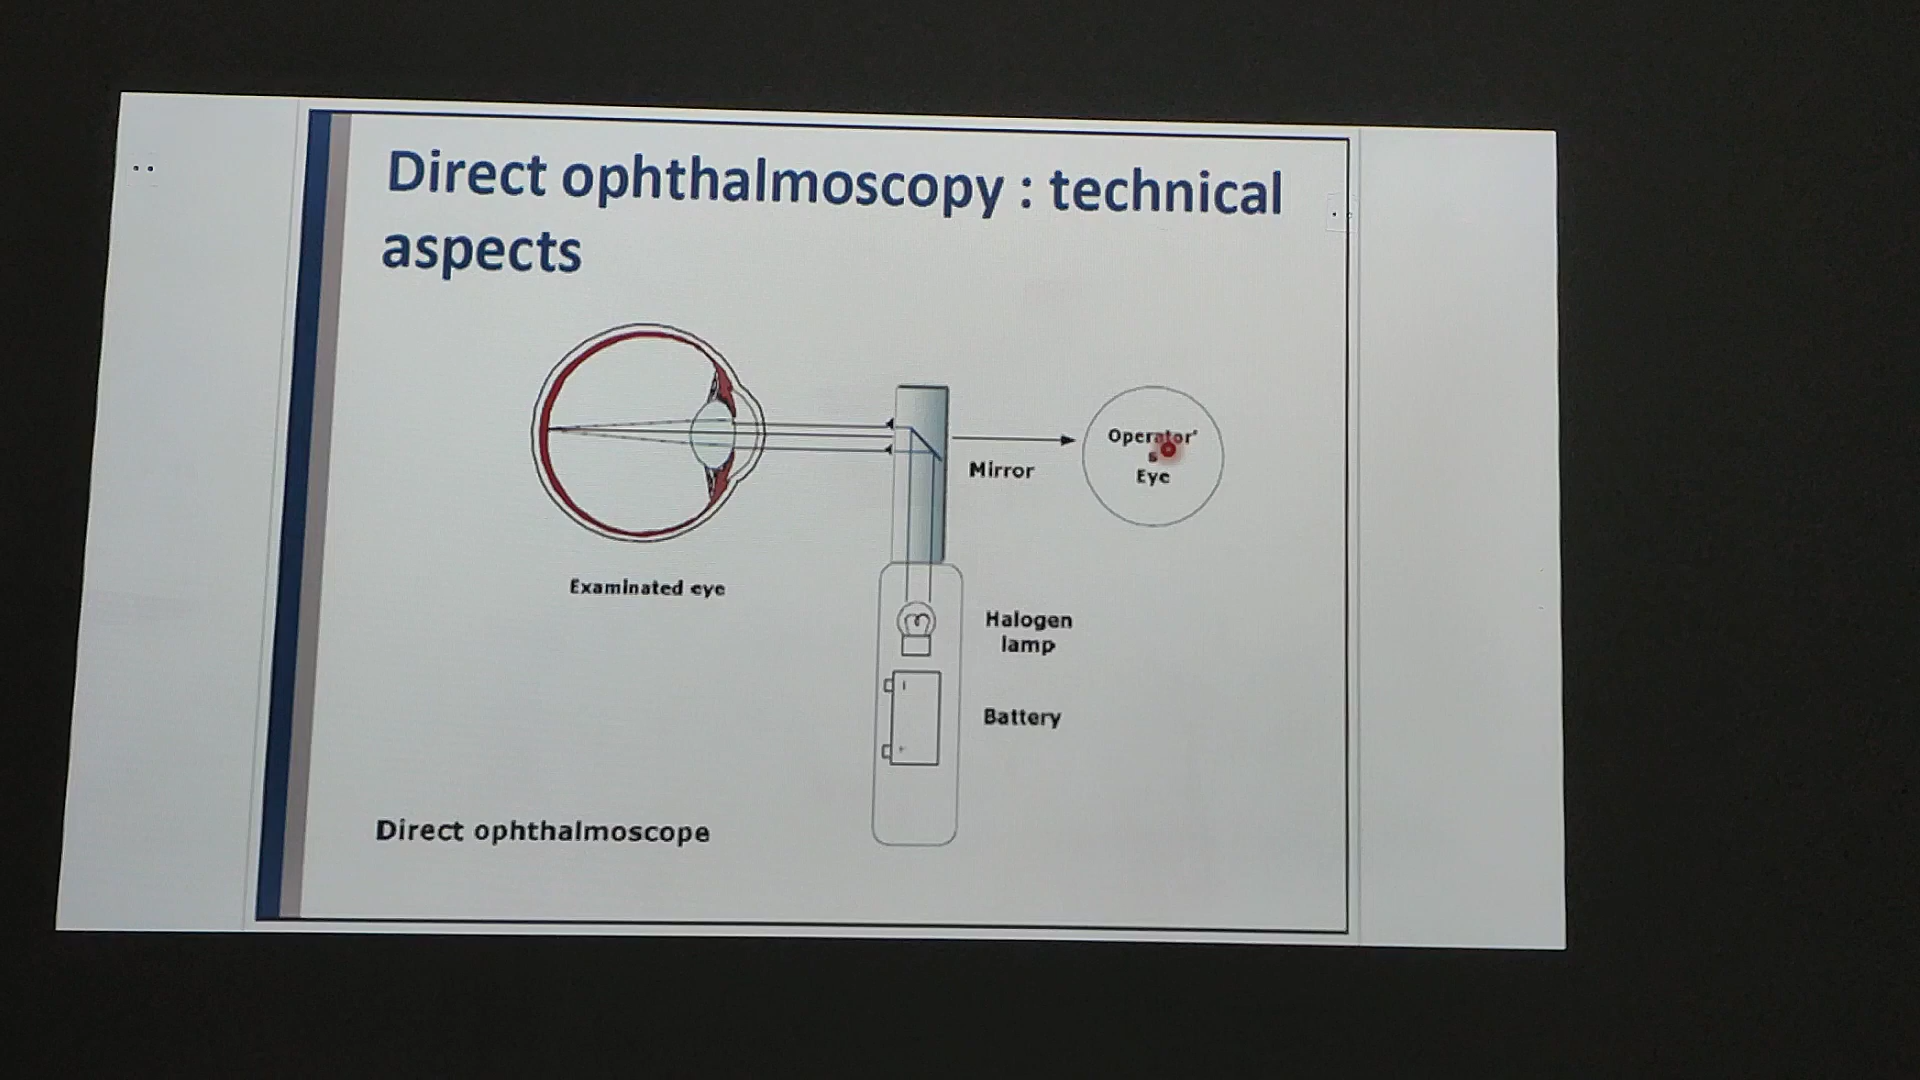 Direct ophthalmoscopy : technical
aspects
Operator'
s
Eye
Mirror
Examinated eye
Halogen
lamp
Battery
Direct ophthalmoscope